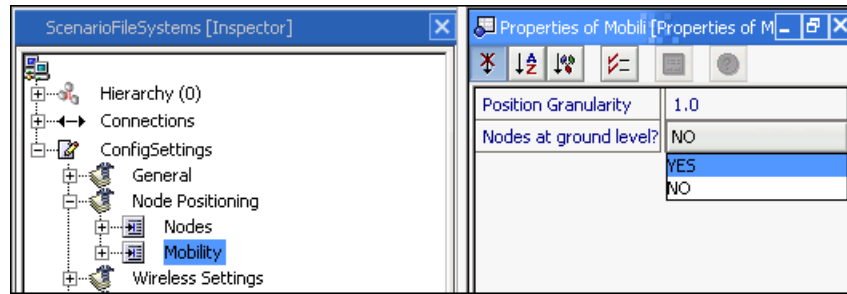 ScenarioFileSystems [Inspector]
Hierarchy (0)
Connections
ConfigSettings
General
Node Positioning
Nodes
Mobility
Wireless Settings
Properties of Mobili [Properties of M
Position Granularity 1.0
Nodes at ground level? NO
YES
NO